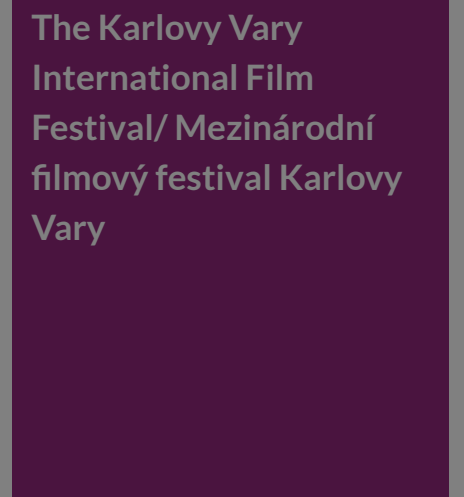 The Karlovy Vary
International Film
Festival/ Mezinárodní
filmový festival Karlovy
Vary